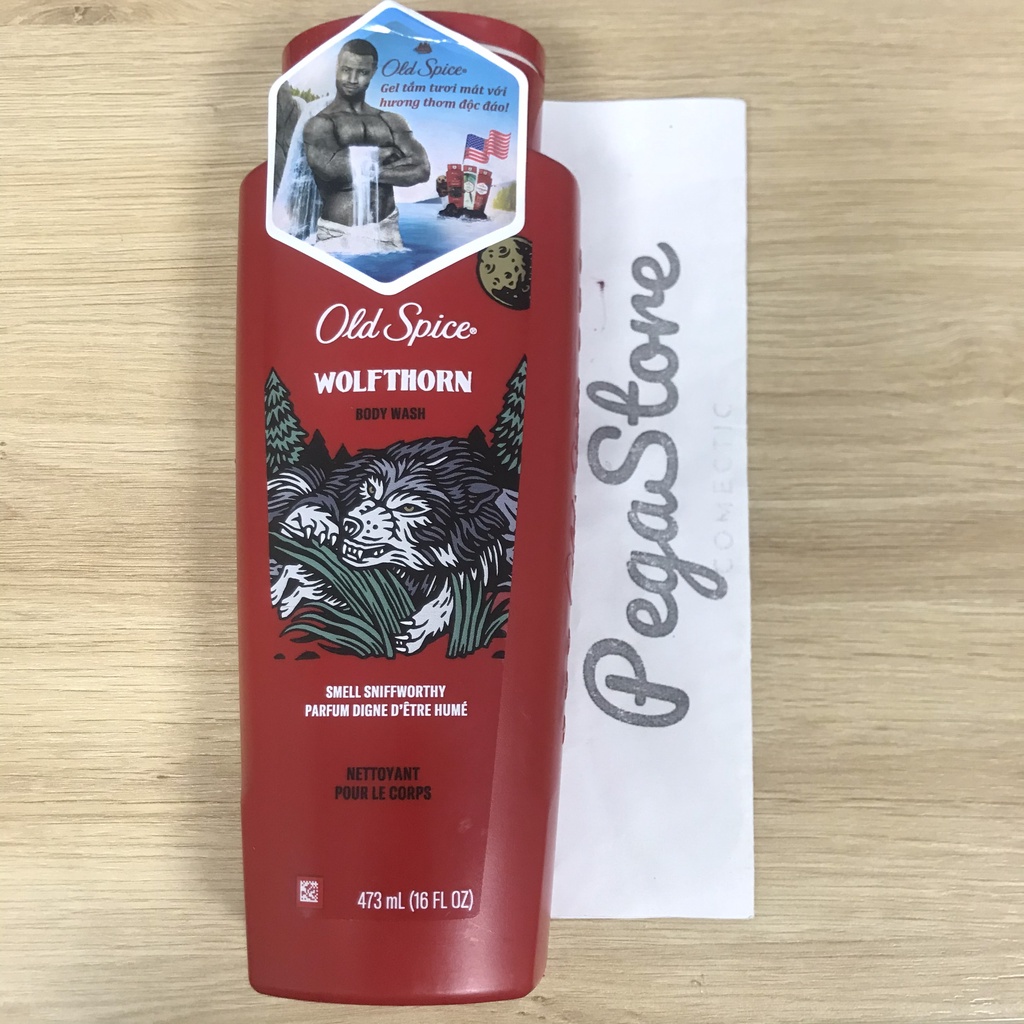 Old Spice®
Gel tắm tươi mát với
hương thơm độc đáo!
Old Spice®
WOLFTHORN
BODY WASH
SMELL SNIFFWORTHY
PARFUM DIGNE D'ÊTRE HUMÉ
NETTOYANT
POUR LE CORPS
473 mL (16 FL OZ)
PegaStore
COMECTIC